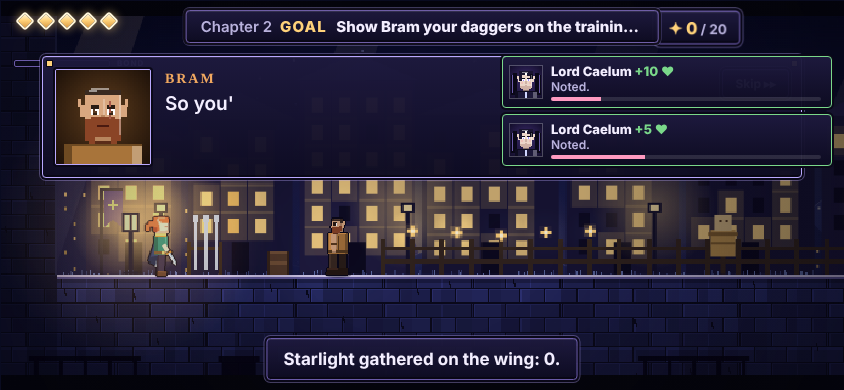 Chapter 2 GOAL Show Bram your daggers on the trainin...
0 / 20
BRAM
So you'
Lord Caelum +10
Noted.
Lord Caelum +5
Noted.
Skip
Starlight gathered on the wing: 0.